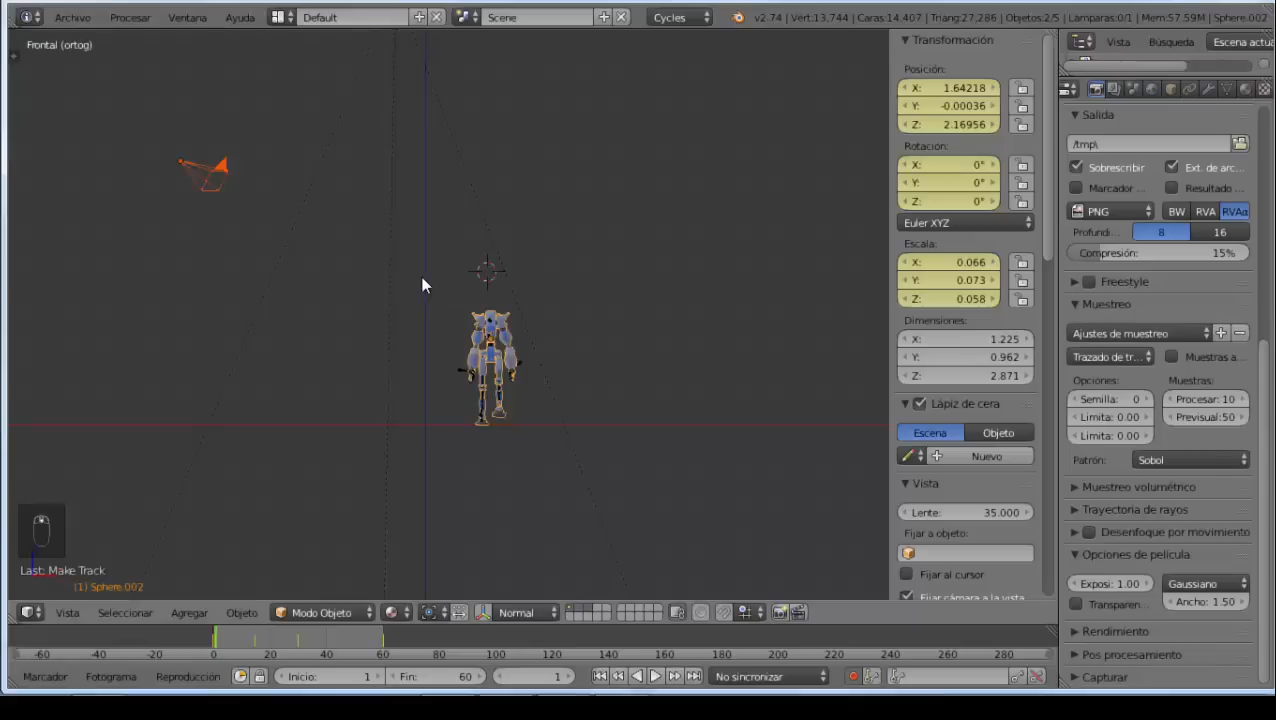 Archivo Procesar Ventana Ayuda Default Scene Cycles v2.74 | Vert:13,744 | Caras:14.407 | Triang:27,286 | Objetos:2/5 | Lamparas:0/1 | Mem:57.59M | Sphere.002
Frontal (ortog)
Transformación
Posición:
X: 1.64218
Y: -0.00036
Z: 2.16956
Rotación:
X: 0°
Y: 0°
Z: 0°
Euler XYZ
Escala:
X: 0.066
Y: 0.073
Z: 0.058
Dimensiones:
X: 1.225
Y: 0.962
Z: 2.871
Lápiz de cera
Escena Objeto
Nuevo
Vista
Lente: 35.000
Fijar a objeto:
Fijar al cursor
Fijar cámara a la vista
Vista Búsqueda Escena actua
Salida
/tmp\
Sobrescribir Ext. de arc...
Marcador ... Resultado ...
PNG BW RVA RVAα
Profundi... 8 16
Compresión: 15%
Freestyle
Muestreo
Ajustes de muestreo
Trazado de tr... Muestras a...
Opciones: Muestras:
Semilla: 0 Procesar: 10
Limita: 0.00 Previsual:50
Limita: 0.00
Patrón: Sobol
Muestreo volumétrico
Trayectoria de rayos
Desenfoque por movimiento
Opciones de película
Exposi: 1.00 Gaussiano
Transparen... Ancho: 1.50
Rendimiento
Pos procesamiento
Capturar
Last: Make Track
(1) Sphere.002
Vista Seleccionar Agregar Objeto Modo Objeto Normal
-60 -40 -20 0 20 40 60 80 100 120 140 160 180 200 220 240 260 280
Marcador Fotograma Reproducción Inicio: 1 Fin: 60 1 No sincronizar